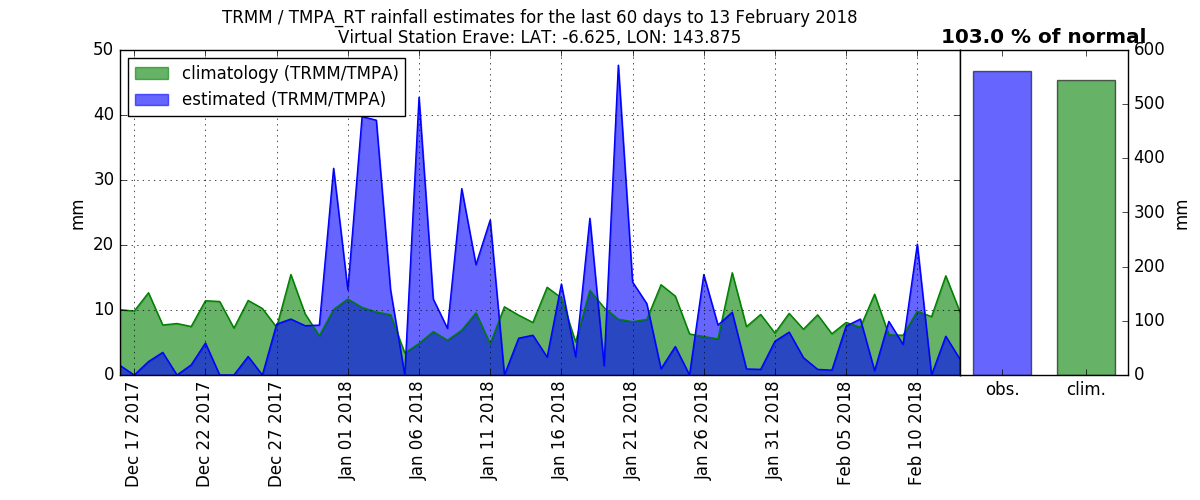 TRMM / TMPA_RT rainfall estimates for the last 60 days to 13 February 2018
Virtual Station Erave: LAT: -6.625, LON: 143.875
103.0 % of normal
climatology (TRMM/TMPA)
estimated (TRMM/TMPA)
50
40
30
20
10
0
mm
Dec 17 2017
Dec 22 2017
Dec 27 2017
Jan 01 2018
Jan 06 2018
Jan 11 2018
Jan 16 2018
Jan 21 2018
Jan 26 2018
Jan 31 2018
Feb 05 2018
Feb 10 2018
obs.
clim.
600
500
400
300
200
100
0
mm